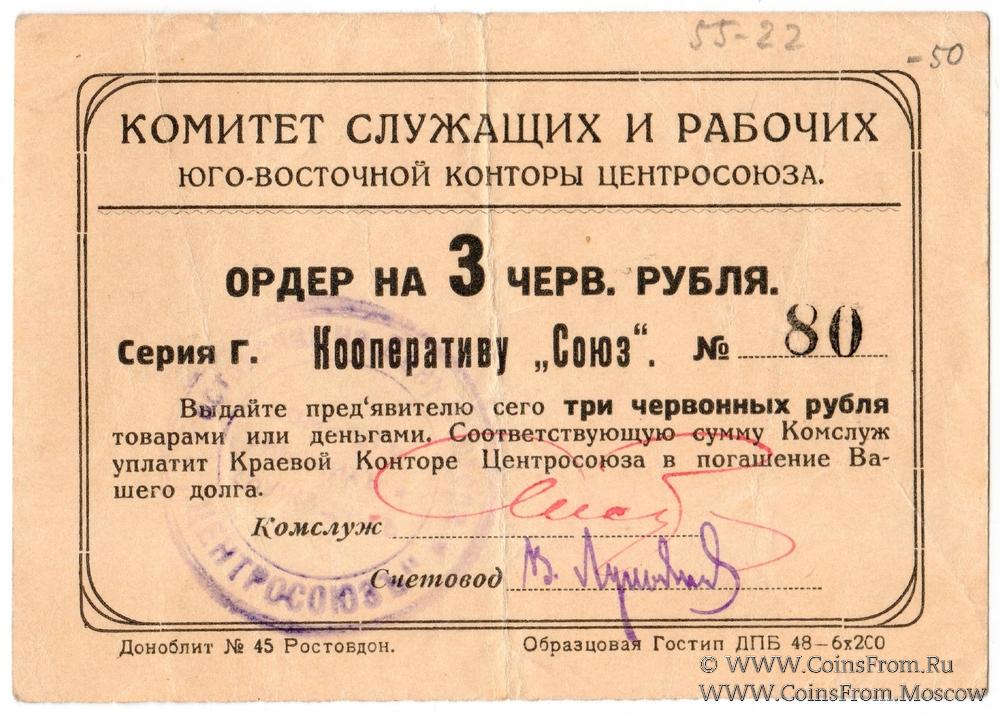 55-22
-50
КОМИТЕТ СЛУЖАЩИХ И РАБОЧИХ
ЮГО-ВОСТОЧНОЙ КОНТОРЫ ЦЕНТРОСОЮЗА.
ОРДЕР НА 3 ЧЕРВ. РУБЛЯ.
Серия Г. Кооперативу „Союз“. № 80
Выдайте пред‘явителю сего три червонных рубля
товарами или деньгами. Соответствующую сумму Комслуж
уплатит Краевой Конторе Центросоюза в погашение Ва-
шего долга.
Комслуж
Счетовод
ЦЕНТРОСОЮЗ
Доноблит № 45 Ростовдон.
Образцовая Гостип ДПБ 48—6х200
© WWW.CoinsFrom.Ru
WWW.CoinsFrom.Moscow